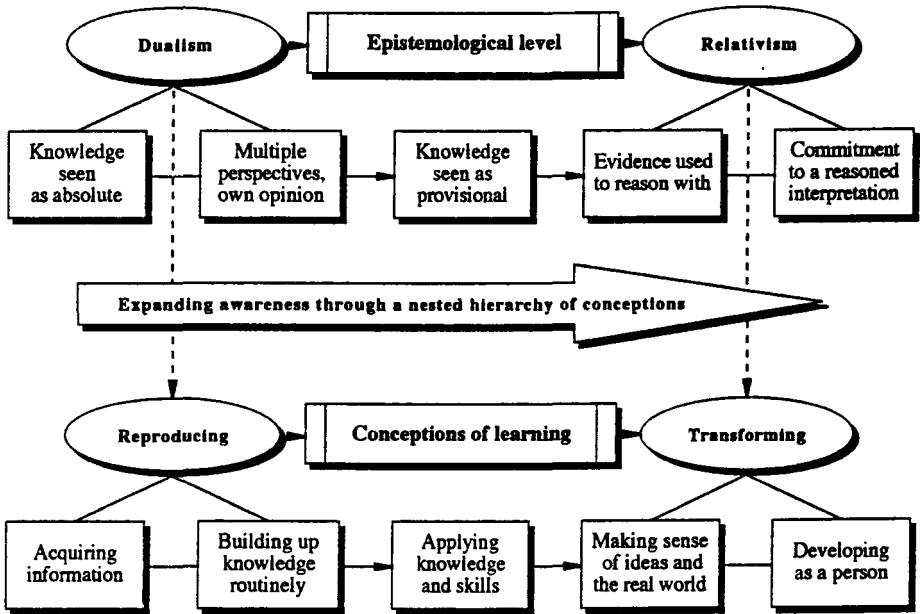 Dualism
Epistemological level
Relativism
Knowledge
seen
as absolute
Multiple
perspectives,
own opinion
Knowledge
seen as
provisional
Evidence used
to reason with
Commitment
to a reasoned
interpretation
Expanding awareness through a nested hierarchy of conceptions
Reproducing
Conceptions of learning
Transforming
Acquiring
information
Building up
knowledge
routinely
Applying
knowledge
and skills
Making sense
of ideas and
the real world
Developing
as a person